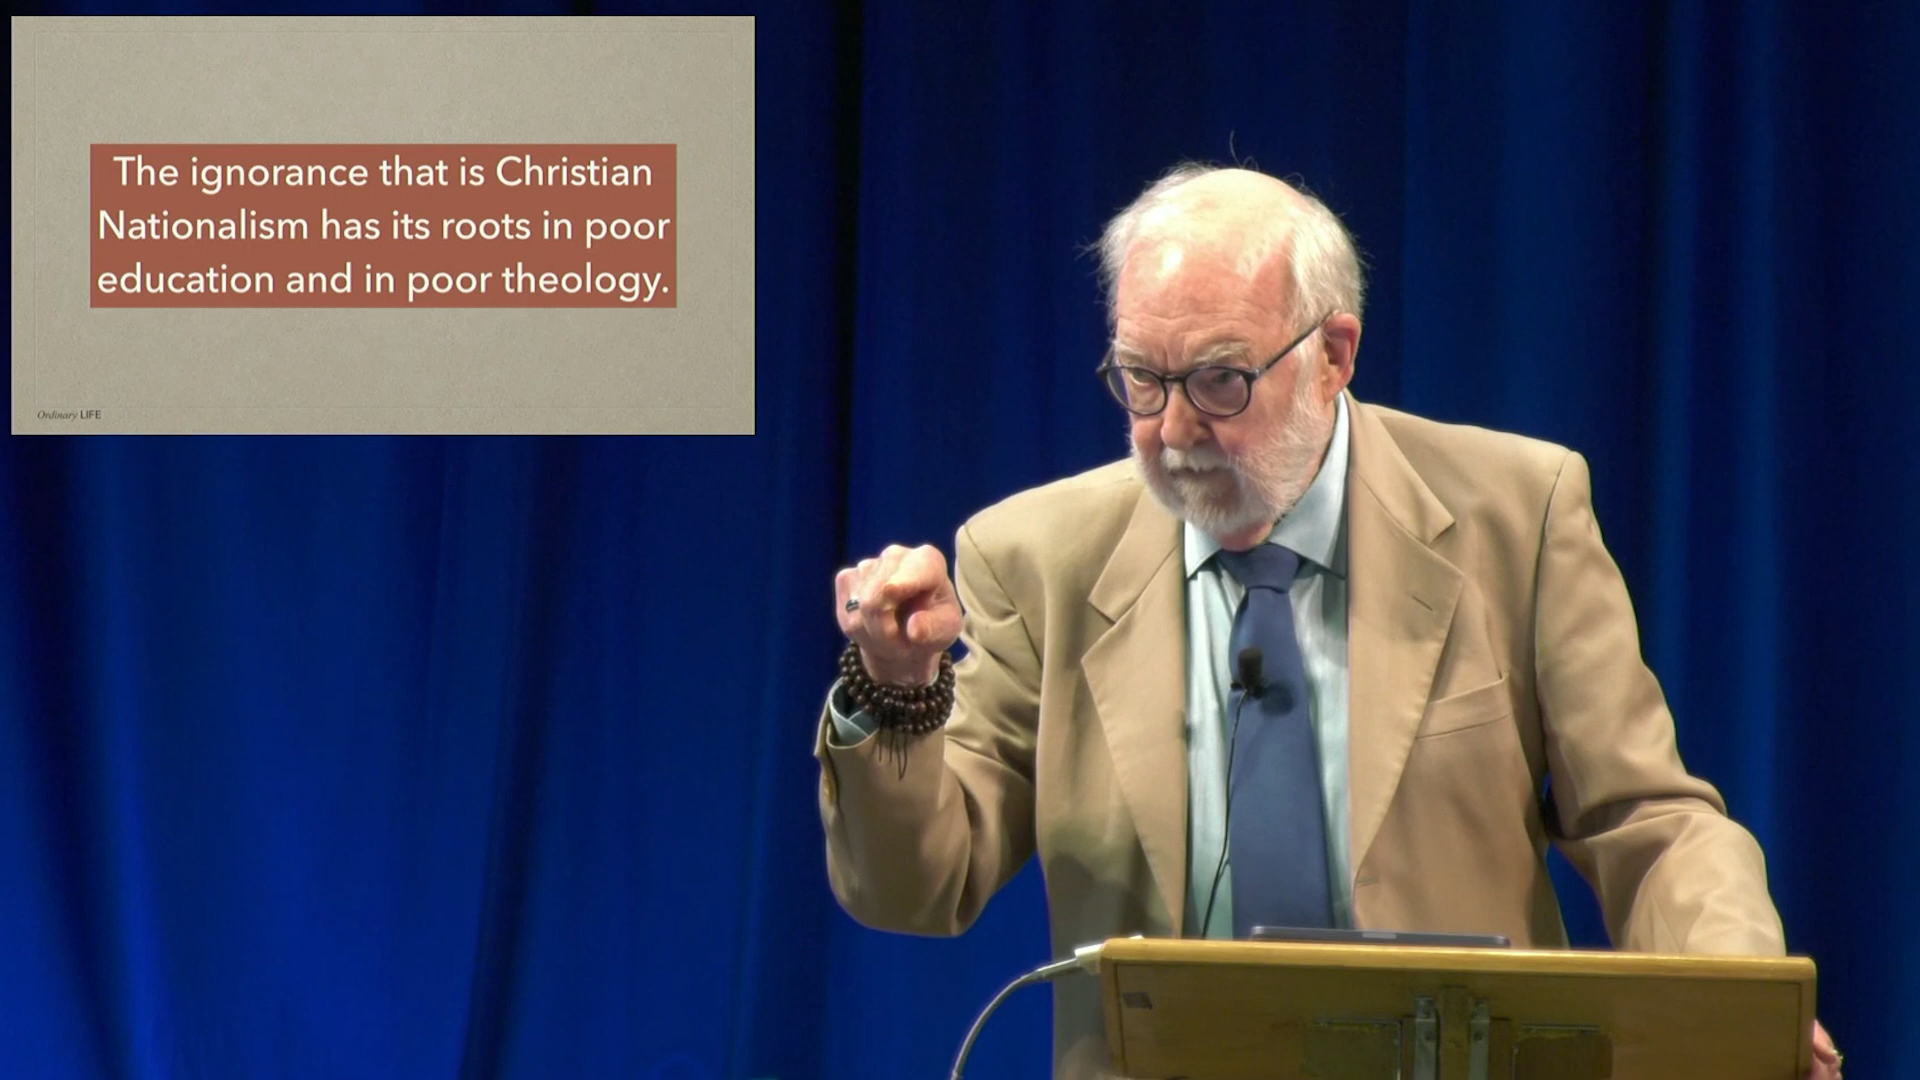 The ignorance that is Christian
Nationalism has its roots in poor
education and in poor theology.
Ordinary LIFE